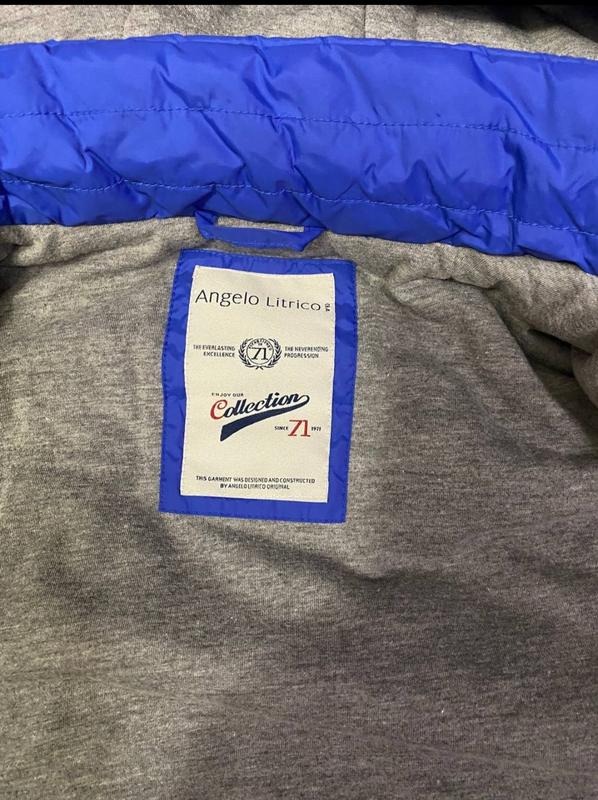 Angelo Litrico
THE EVERLASTING EXCELLENCE
71
THE NEVERENDING PROGRESSION
ENJOY OUR
Collection
SINCE 71 1971
THIS GARMENT WAS DESIGNED AND CONSTRUCTED
BY ANGELO LITRICO ORIGINAL